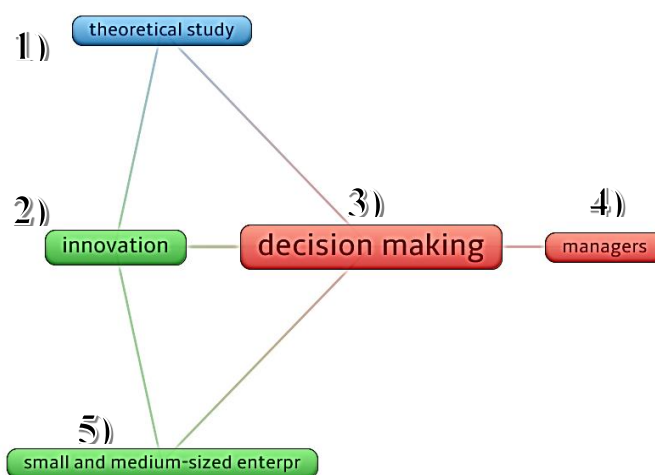 1) theoretical study
2) innovation
3) decision making
4) managers
5) small and medium-sized enterpr